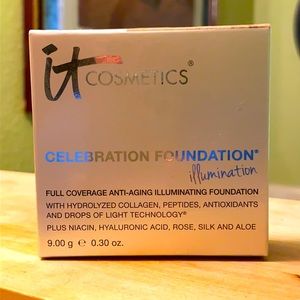 it
COSMETICS®
CELEBRATION FOUNDATION®
illumination
FULL COVERAGE ANTI-AGING ILLUMINATING FOUNDATION
WITH HYDROLYZED COLLAGEN, PEPTIDES, ANTIOXIDANTS
AND DROPS OF LIGHT TECHNOLOGY®
PLUS NIACIN, HYALURONIC ACID, ROSE, SILK AND ALOE
9.00 g ℮ 0.30 oz.